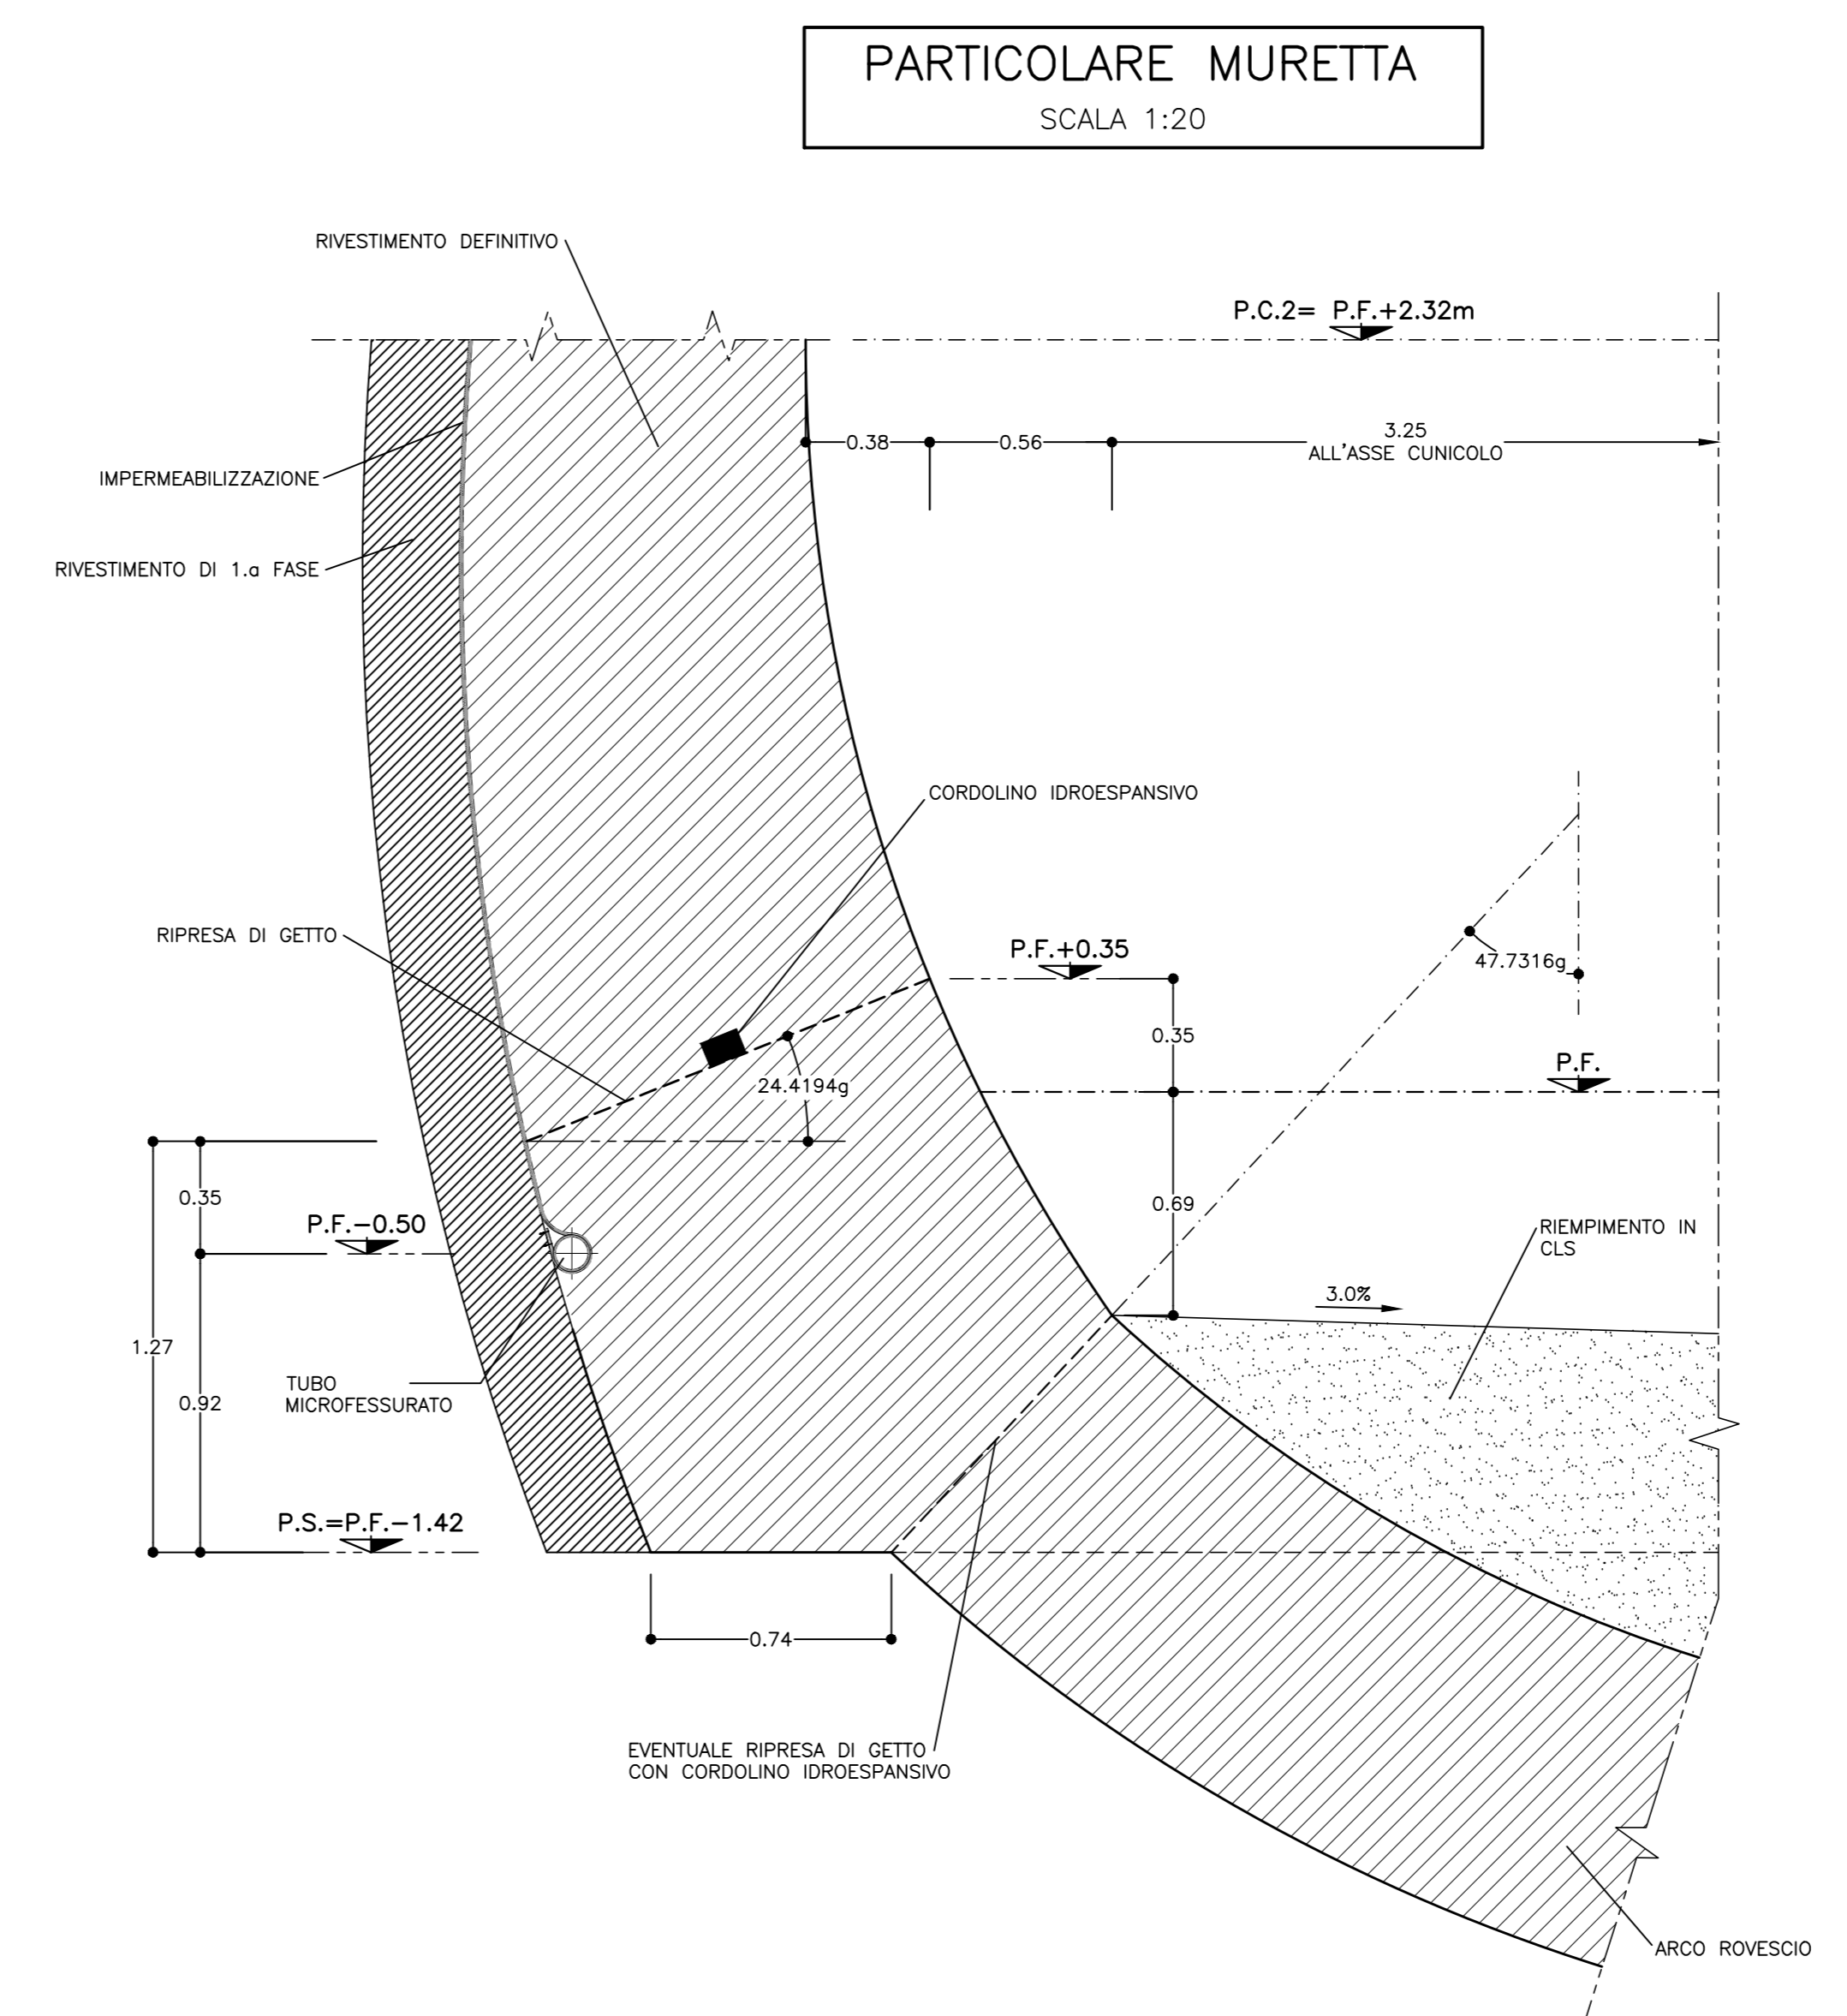 PARTICOLARE MURETTA
SCALA 1:20
RIVESTIMENTO DEFINITIVO
P.C.2= P.F.+2.32m
0.38
0.56
3.25
ALL'ASSE CUNICOLO
IMPERMEABILIZZAZIONE
RIVESTIMENTO DI 1.a FASE
CORDOLINO IDROESPANSIVO
RIPRESA DI GETTO
P.F.+0.35
47.7316g
0.35
P.F.
24.4194g
0.35
0.69
P.F.-0.50
RIEMPIMENTO IN
CLS
3.0%
1.27
TUBO
MICROFESSURATO
0.92
P.S.=P.F.-1.42
0.74
EVENTUALE RIPRESA DI GETTO
CON CORDOLINO IDROESPANSIVO
ARCO ROVESCIO